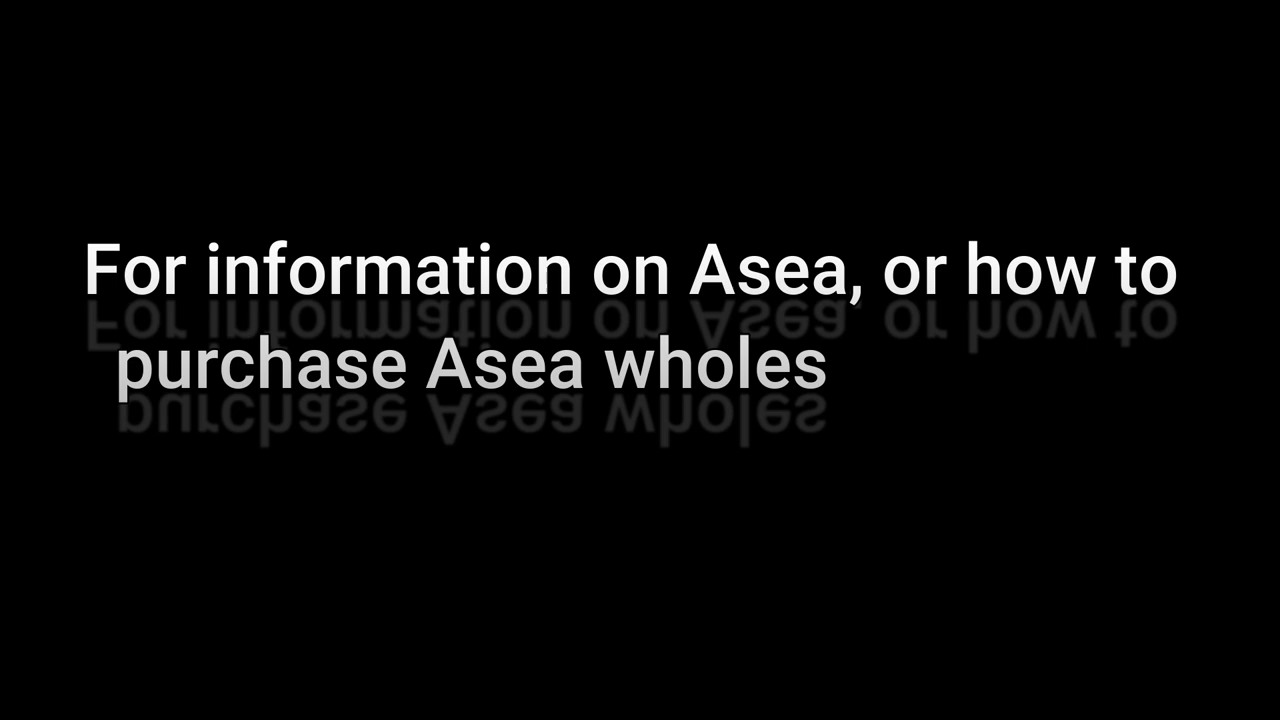 For information on Asea, or how to
purchase Asea wholes